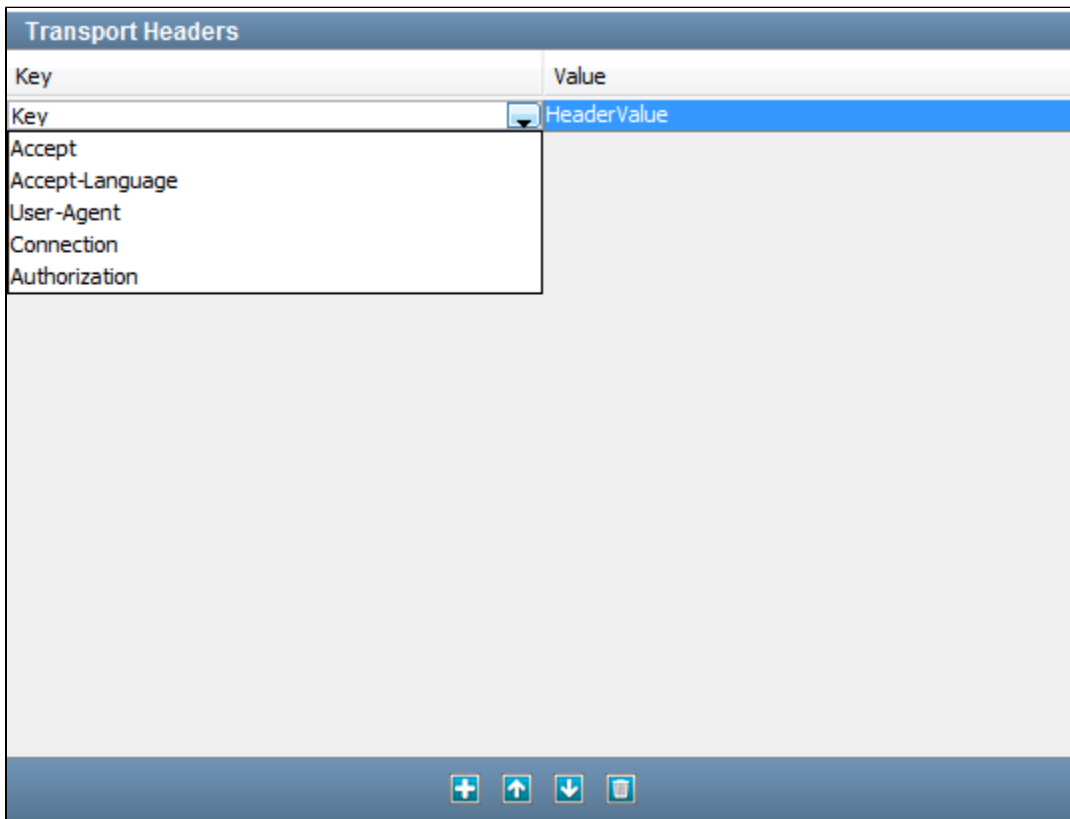 Transport Headers
Key Value
Key HeaderValue
Accept
Accept-Language
User-Agent
Connection
Authorization